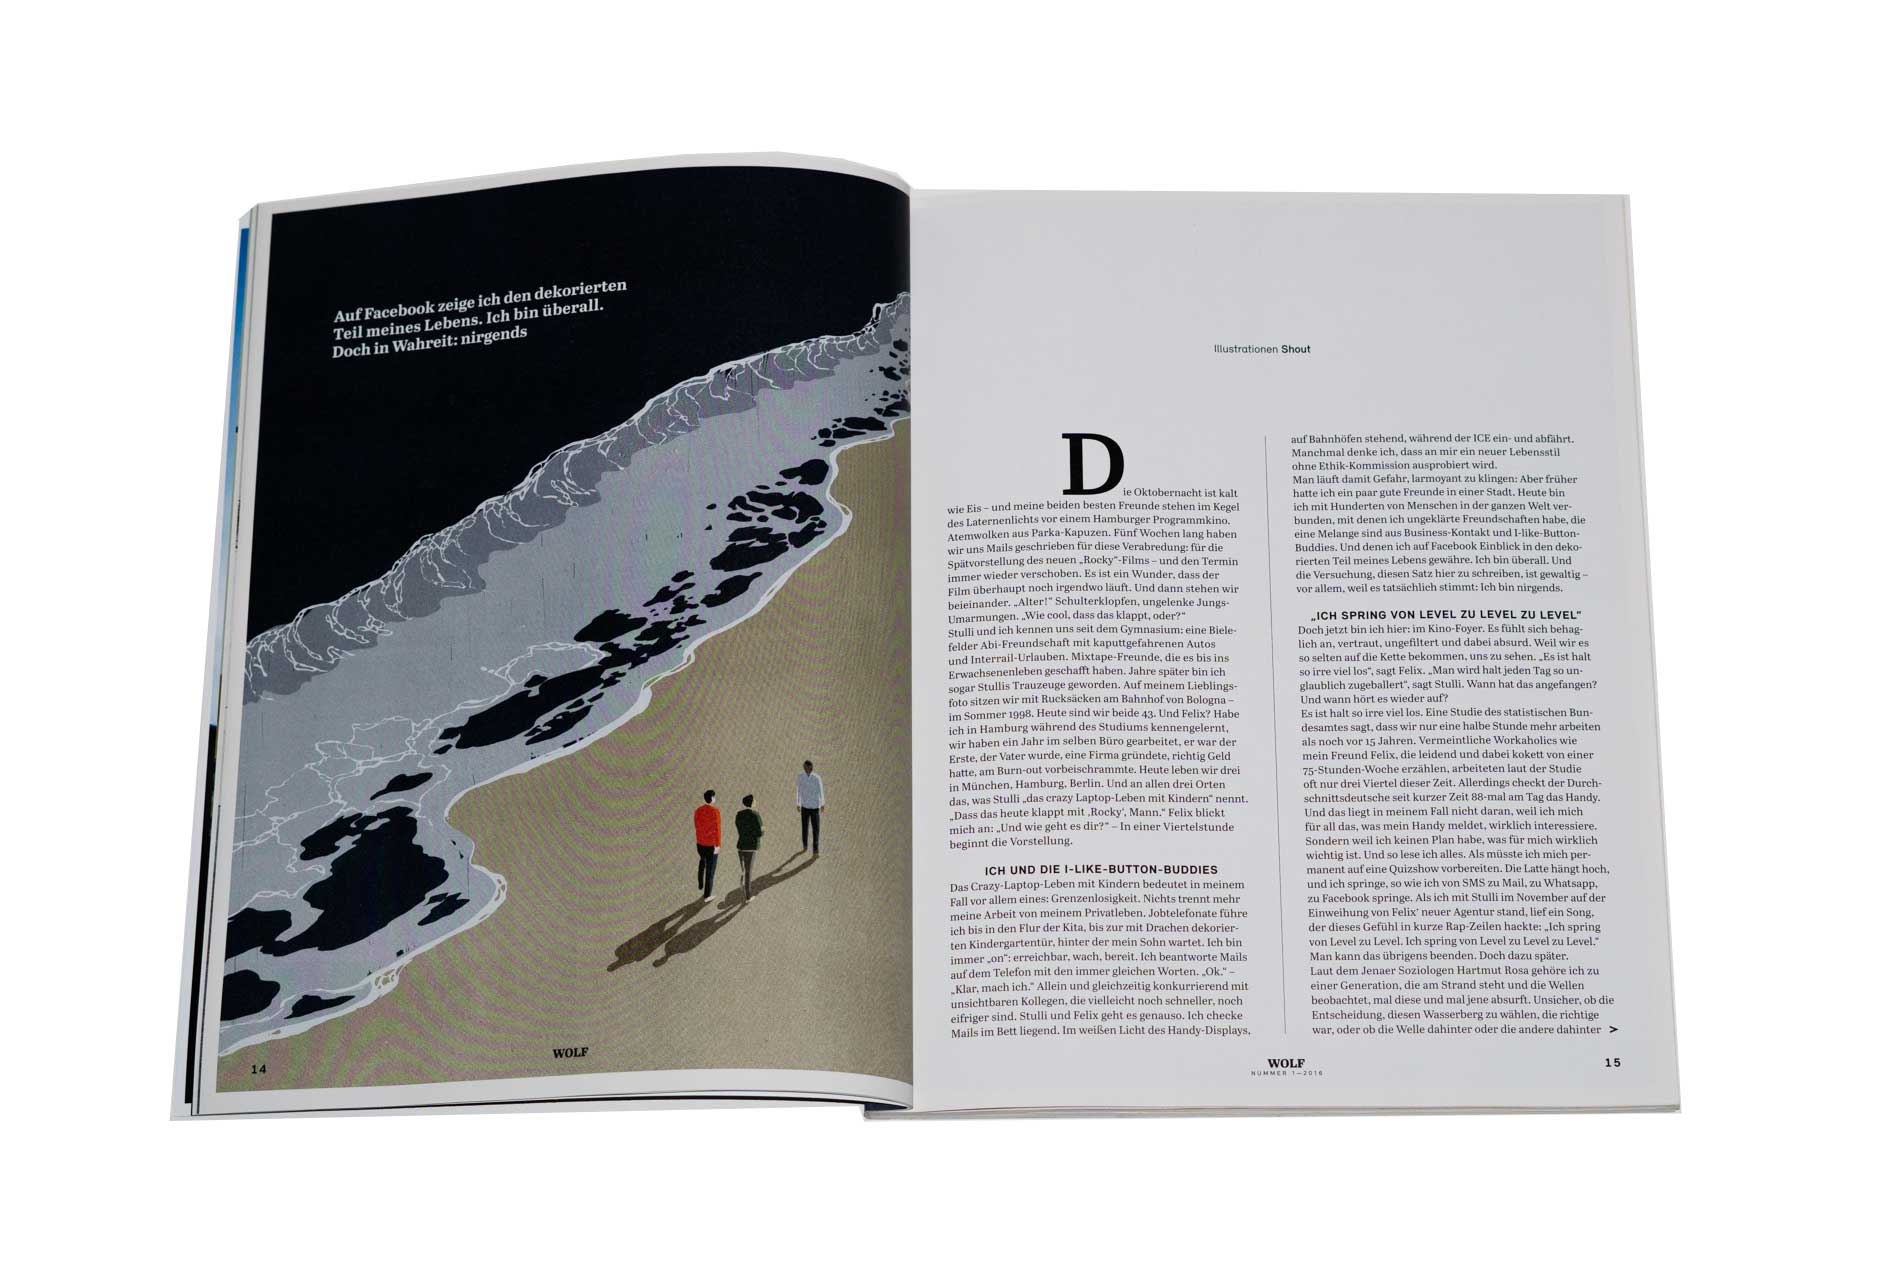 Auf Facebook zeige ich den dekorierten
Teil meines Lebens. Ich bin überall.
Doch in Wahreit: nirgends
WOLF
14
Illustrationen Shout
Die Oktobernacht ist kalt
wie Eis – und meine beiden besten Freunde stehen im Kegel
des Laternenlichts vor einem Hamburger Programmkino.
Atemwolken aus Parka-Kapuzen. Fünf Wochen lang haben
wir uns Mails geschrieben für diese Verabredung: für die
Spätvorstellung des neuen „Rocky“-Films – und den Termin
immer wieder verschoben. Es ist ein Wunder, dass der
Film überhaupt noch irgendwo läuft. Und dann stehen wir
beieinander. „Alter!“ Schulterklopfen, ungelenke Jungs-
Umarmungen. „Wie cool, dass das klappt, oder?“
Stulli und ich kennen uns seit dem Gymnasium: eine Biele-
felder Abi-Freundschaft mit kaputtgefahrenen Autos
und Interrail-Urlauben. Mixtape-Freunde, die es bis ins
Erwachsenenleben geschafft haben. Jahre später bin ich
sogar Stullis Trauzeuge geworden. Auf meinem Lieblings-
foto sitzen wir mit Rucksäcken am Bahnhof von Bologna –
im Sommer 1998. Heute sind wir beide 43. Und Felix? Habe
ich in Hamburg während des Studiums kennengelernt,
wir haben ein Jahr im selben Büro gearbeitet, er war der
Erste, der Vater wurde, eine Firma gründete, richtig Geld
hatte, am Burn-out vorbeischrammte. Heute leben wir drei
in München, Hamburg, Berlin. Und an allen drei Orten
das, was Stulli „das crazy Laptop-Leben mit Kindern“ nennt.
„Dass das heute klappt mit ‚Rocky‘, Mann.“ Felix blickt
mich an: „Und wie geht es dir?“ – In einer Viertelstunde
beginnt die Vorstellung.
ICH UND DIE I-LIKE-BUTTON-BUDDIES
Das Crazy-Laptop-Leben mit Kindern bedeutet in meinem
Fall vor allem eines: Grenzenlosigkeit. Nichts trennt mehr
meine Arbeit von meinem Privatleben. Jobtelefonate führe
ich bis in den Flur der Kita, bis zur mit Drachen dekorier-
ten Kindergartentür, hinter der mein Sohn wartet. Ich bin
immer „on“: erreichbar, wach, bereit. Ich beantworte Mails
auf dem Telefon mit den immer gleichen Worten. „Ok.“ –
„Klar, mach ich.“ Allein und gleichzeitig konkurrierend mit
unsichtbaren Kollegen, die vielleicht noch schneller, noch
eifriger sind. Stulli und Felix geht es genauso. Ich checke
Mails im Bett liegend. Im weißen Licht des Handy-Displays,
auf Bahnhöfen stehend, während der ICE ein- und abfährt.
Manchmal denke ich, dass an mir ein neuer Lebensstil
ohne Ethik-Kommission ausprobiert wird.
Man läuft damit Gefahr, larmoyant zu klingen: Aber früher
hatte ich ein paar gute Freunde in einer Stadt. Heute bin
ich mit Hunderten von Menschen in der ganzen Welt ver-
bunden, mit denen ich ungeklärte Freundschaften habe, die
eine Melange sind aus Business-Kontakt und I-like-Button-
Buddies. Und denen ich auf Facebook Einblick in den deko-
rierten Teil meines Lebens gewähre. Ich bin überall. Und
die Versuchung, diesen Satz hier zu schreiben, ist gewaltig –
vor allem, weil es tatsächlich stimmt: Ich bin nirgends.
„ICH SPRING VON LEVEL ZU LEVEL ZU LEVEL“
Doch jetzt bin ich hier: im Kino-Foyer. Es fühlt sich behag-
lich an, vertraut, ungefiltert und dabei absurd. Weil wir es
so selten auf die Kette bekommen, uns zu sehen. „Es ist halt
so irre viel los“, sagt Felix. „Man wird halt jeden Tag so un-
glaublich zugeballert“, sagt Stulli. Wann hat das angefangen?
Und wann hört es wieder auf?
Es ist halt so irre viel los. Eine Studie des statistischen Bun-
desamtes sagt, dass wir nur eine halbe Stunde mehr arbeiten
als noch vor 15 Jahren. Vermeintliche Workaholics wie
mein Freund Felix, die leidend und dabei kokett von einer
75-Stunden-Woche erzählen, arbeiteten laut der Studie
oft nur drei Viertel dieser Zeit. Allerdings checkt der Durch-
schnittsdeutsche seit kurzer Zeit 88-mal am Tag das Handy.
Und das liegt in meinem Fall nicht daran, weil ich mich
für all das, was mein Handy meldet, wirklich interessiere.
Sondern weil ich keinen Plan habe, was für mich wirklich
wichtig ist. Und so lese ich alles. Als müsste ich mich per-
manent auf eine Quizshow vorbereiten. Die Latte hängt hoch,
und ich springe, so wie ich von SMS zu Mail, zu Whatsapp,
zu Facebook springe. Als ich mit Stulli im November auf der
Einweihung von Felix‘ neuer Agentur stand, lief ein Song,
der dieses Gefühl in kurze Rap-Zeilen hackte: „Ich spring
von Level zu Level. Ich spring von Level zu Level zu Level.“
Man kann das übrigens beenden. Doch dazu später.
Laut dem Jenaer Soziologen Hartmut Rosa gehöre ich zu
einer Generation, die am Strand steht und die Wellen
beobachtet, mal diese und mal jene absurft. Unsicher, ob die
Entscheidung, diesen Wasserberg zu wählen, die richtige
war, oder ob die Welle dahinter oder die andere dahinter >
WOLF
NUMMER 1—2016
15